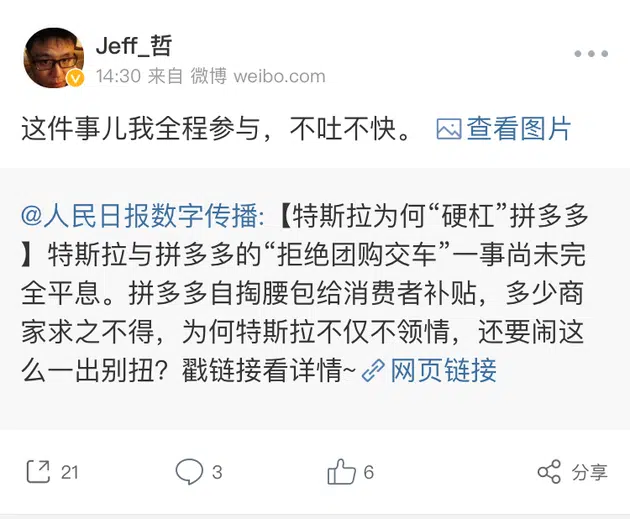 Jeff_哲
14:30 来自 微博 weibo.com
这件事儿我全程参与，不吐不快。 查看图片
@人民日报数字传播:【特斯拉为何“硬杠”拼多多
】特斯拉与拼多多的“拒绝团购交车”一事尚未完
全平息。拼多多自掏腰包给消费者补贴，多少商
家求之不得，为何特斯拉不仅不领情，还要闹这
么一出别扭？戳链接看详情~ 网页链接
21 3 6 分享